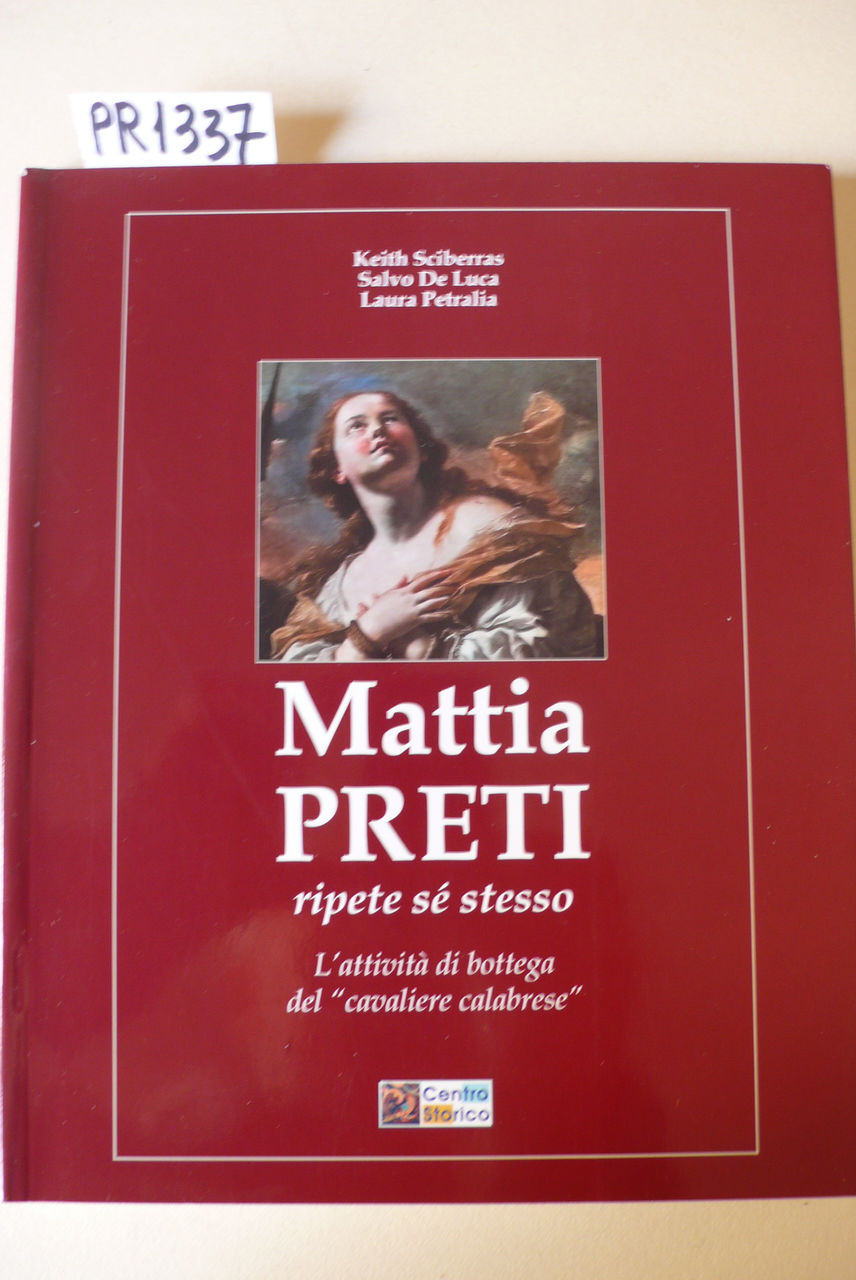 PR1337
Keith Sciberras
Salvo De Luca
Laura Petralia
Mattia
PRETI
ripete sé stesso
L'attività di bottega
del "cavaliere calabrese"
Centro
Storico